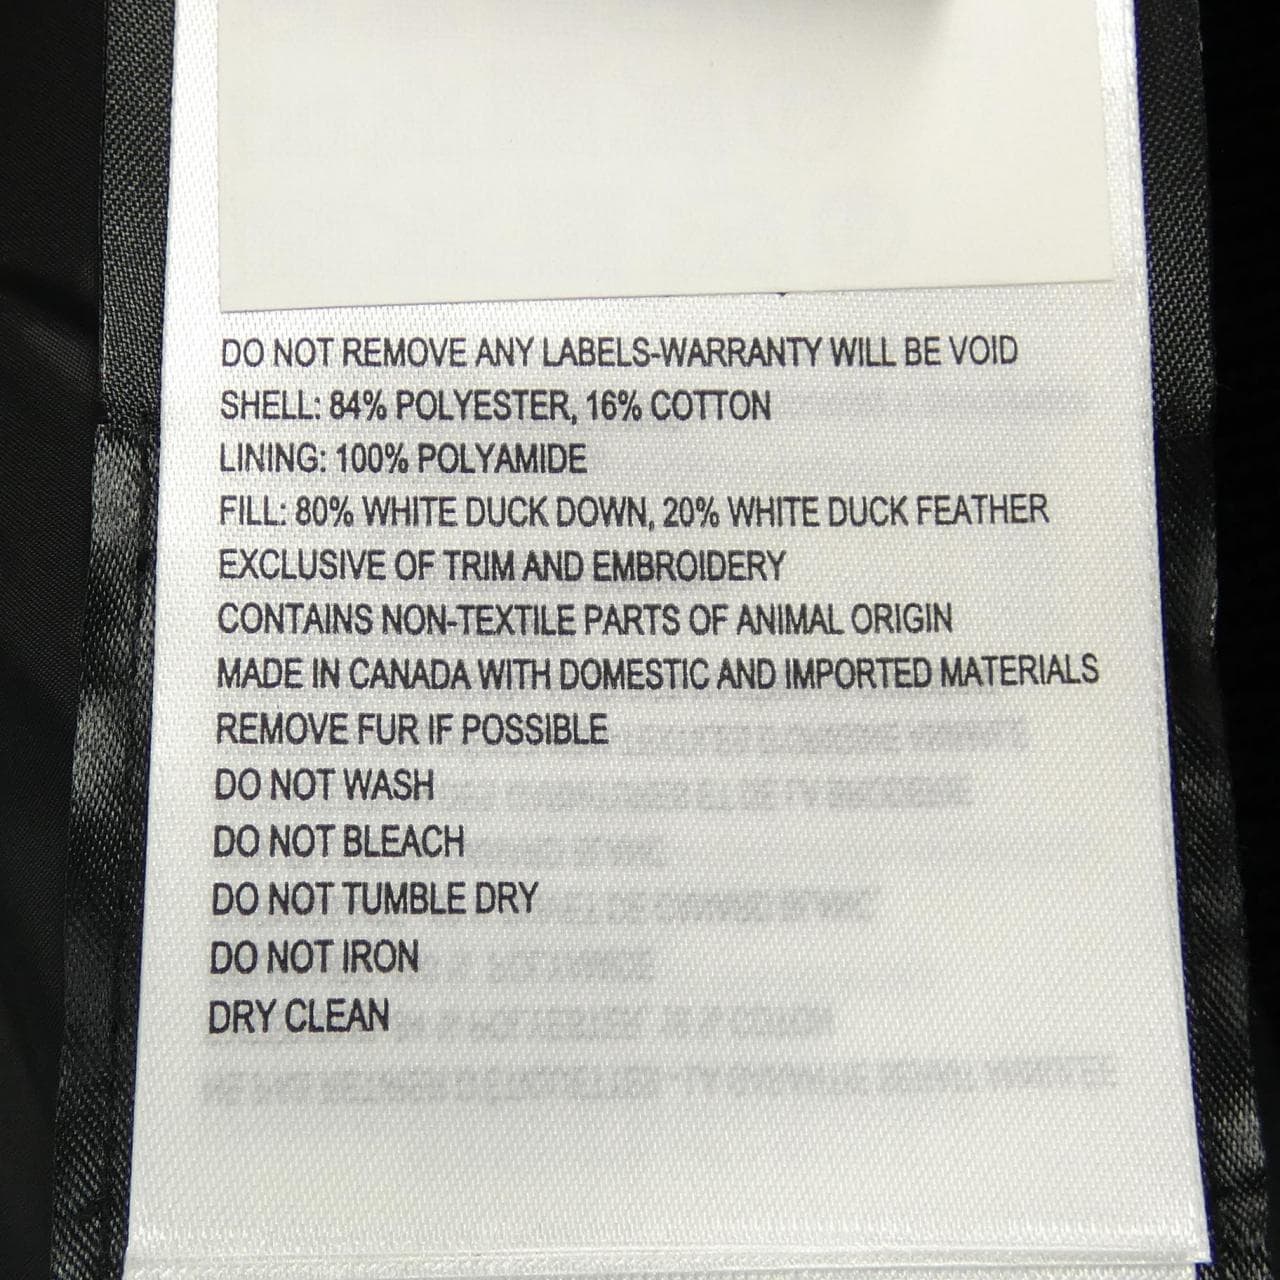 DO NOT REMOVE ANY LABELS-WARRANTY WILL BE VOID
SHELL: 84% POLYESTER, 16% COTTON
LINING: 100% POLYAMIDE
FILL: 80% WHITE DUCK DOWN, 20% WHITE DUCK FEATHER
EXCLUSIVE OF TRIM AND EMBROIDERY
CONTAINS NON-TEXTILE PARTS OF ANIMAL ORIGIN
MADE IN CANADA WITH DOMESTIC AND IMPORTED MATERIALS
REMOVE FUR IF POSSIBLE
DO NOT WASH
DO NOT BLEACH
DO NOT TUMBLE DRY
DO NOT IRON
DRY CLEAN